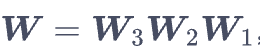 W = W₃W₂W₁,